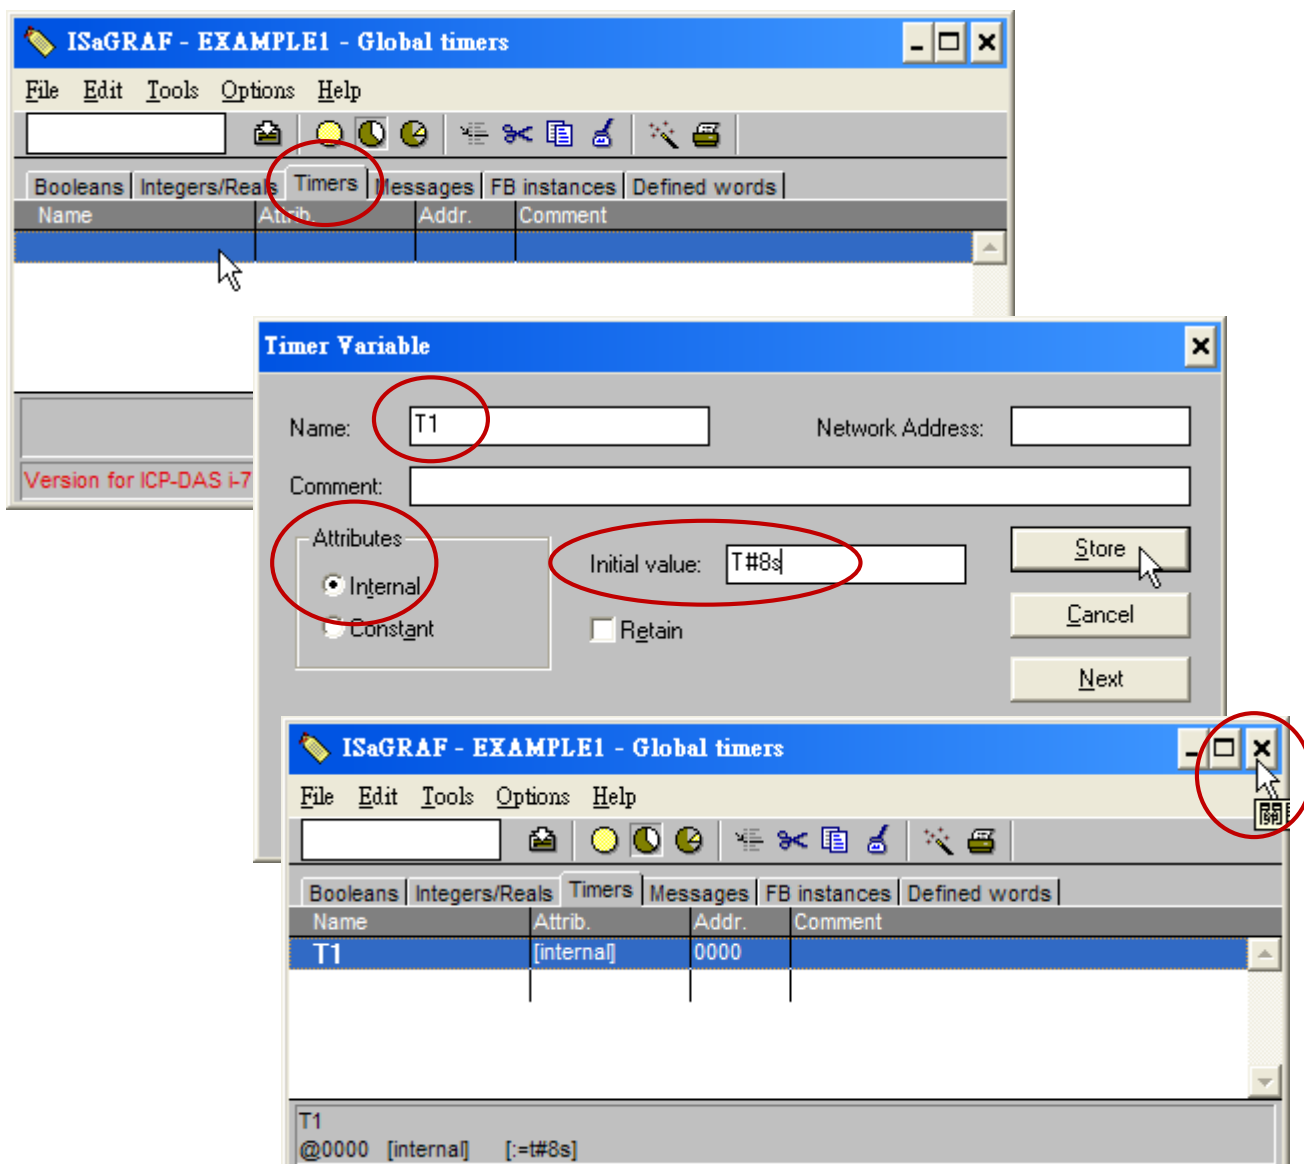 ISaGRAF - EXAMPLE1 - Global timers
File Edit Tools Options Help
Booleans Integers/Reals Timers Messages FB instances Defined words
Name Attrib. Addr. Comment
Version for ICP-DAS i-7
Timer Variable
Name: T1 Network Address:
Comment:
Attributes
Internal
Constant
Initial value: T#8s
Retain
Store
Cancel
Next
ISaGRAF - EXAMPLE1 - Global timers
File Edit Tools Options Help
Booleans Integers/Reals Timers Messages FB instances Defined words
Name Attrib. Addr. Comment
T1 [internal] 0000
T1
@0000 [internal] [:=t#8s]